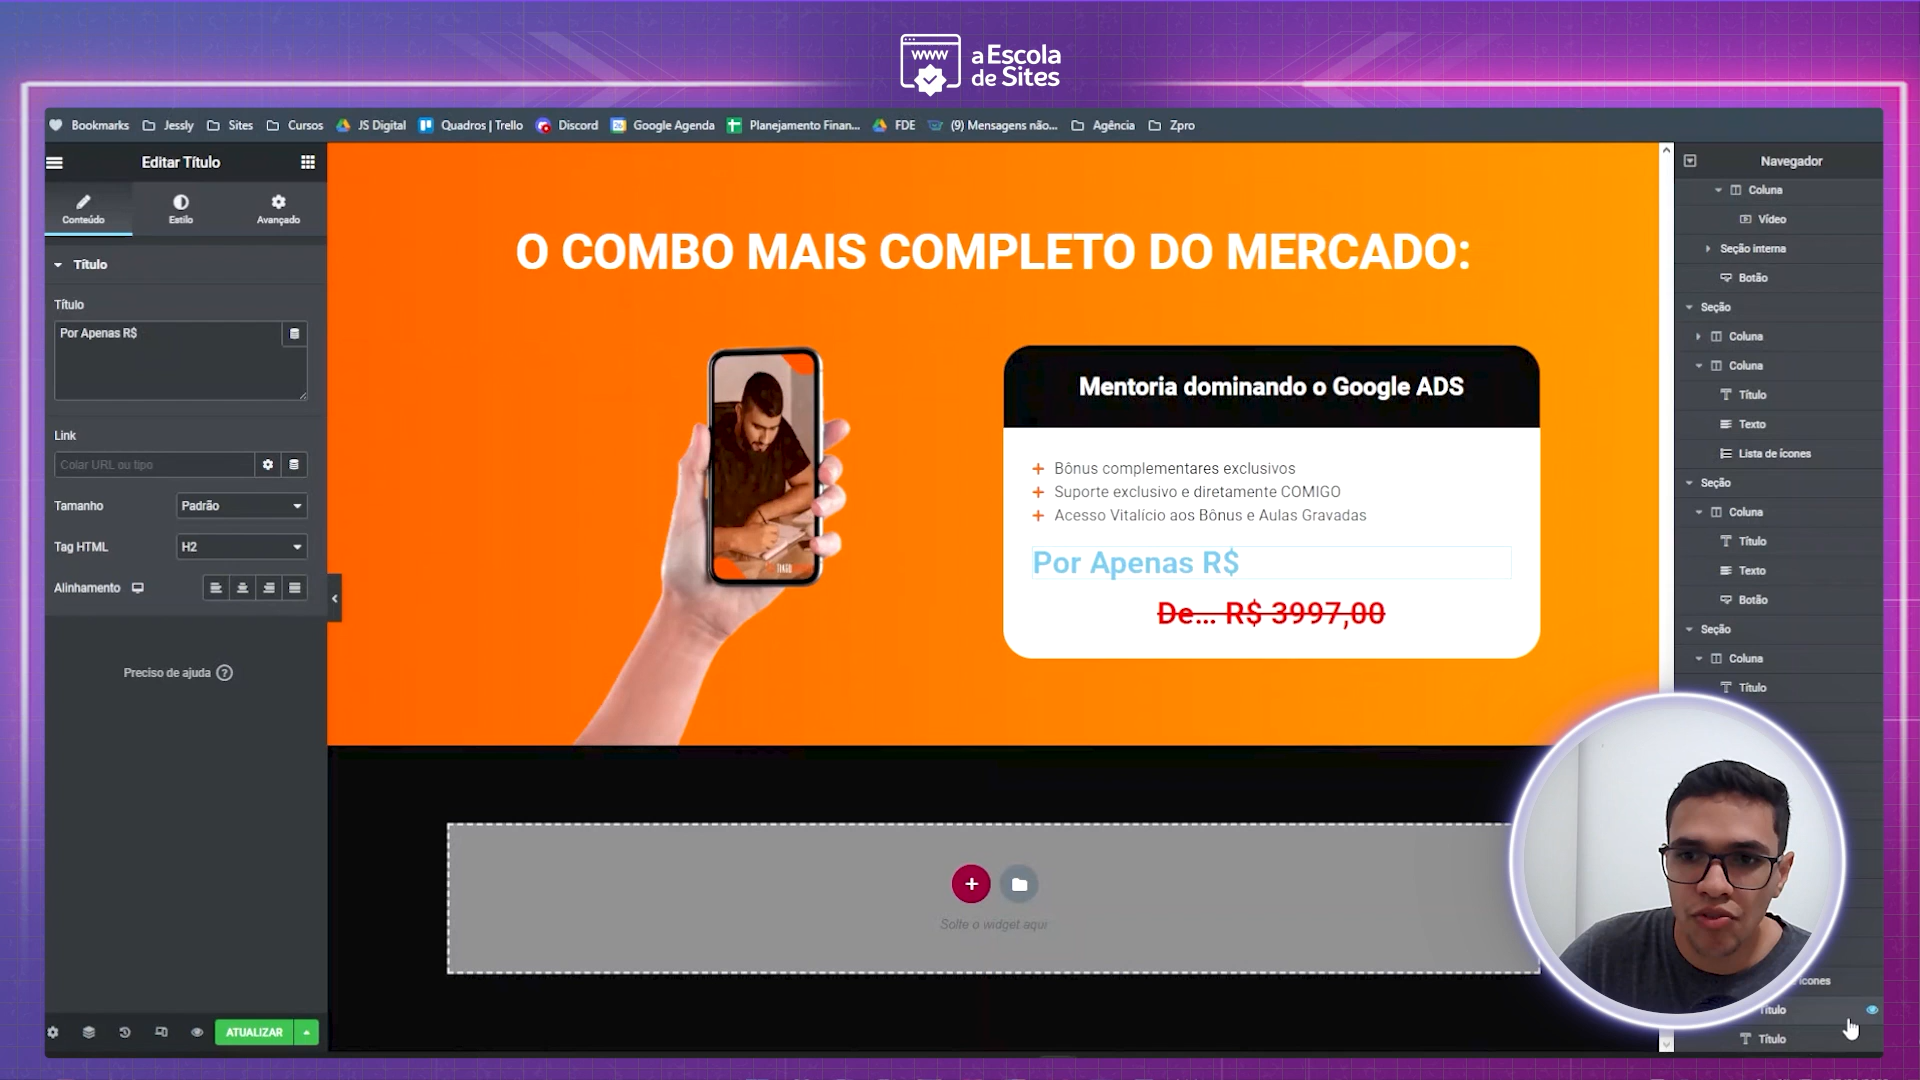 www
a Escola
de Sites
Bookmarks
Jessly
Sites
Cursos
JS Digital
Quadros | Trello
Discord
Google Agenda
Planejamento Finan...
FDE
(9) Mensagens não...
Agência
Zpro
Editar Título
Conteúdo
Estilo
Avançado
Título
Título
Por Apenas R$
Link
Colar URL ou tipo
Tamanho
Padrão
Tag HTML
H2
Alinhamento
Preciso de ajuda
ATUALIZAR
O COMBO MAIS COMPLETO DO MERCADO:
TIAGO
Mentoria dominando o Google ADS
Bônus complementares exclusivos
Suporte exclusivo e diretamente COMIGO
Acesso Vitalício aos Bônus e Aulas Gravadas
Por Apenas R$
De... R$ 3997,00
Solte o widget aqui
Navegador
Coluna
Vídeo
Seção interna
Botão
Seção
Coluna
Coluna
Título
Texto
Lista de ícones
Seção
Coluna
Título
Texto
Botão
Seção
Coluna
Título
ícones
Título
Título